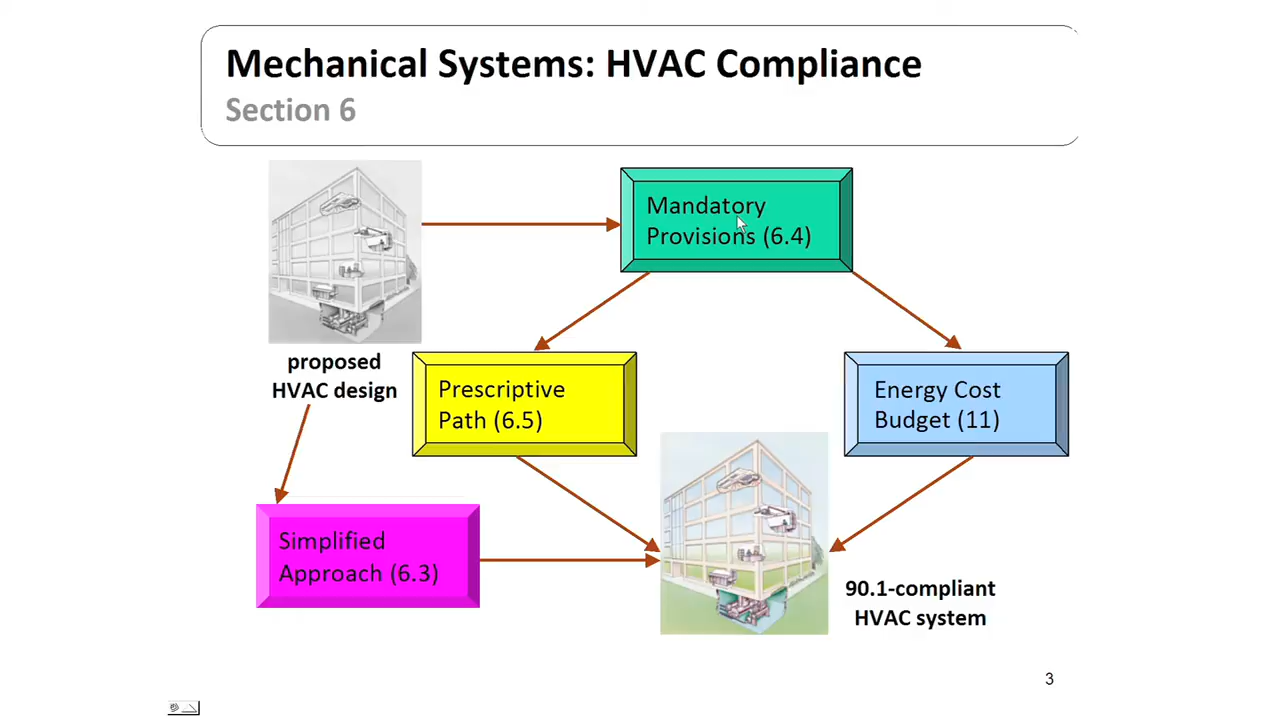 Mechanical Systems: HVAC Compliance
Section 6
Mandatory
Provisions (6.4)
proposed
HVAC design
Prescriptive
Path (6.5)
Energy Cost
Budget (11)
Simplified
Approach (6.3)
90.1-compliant
HVAC system
3